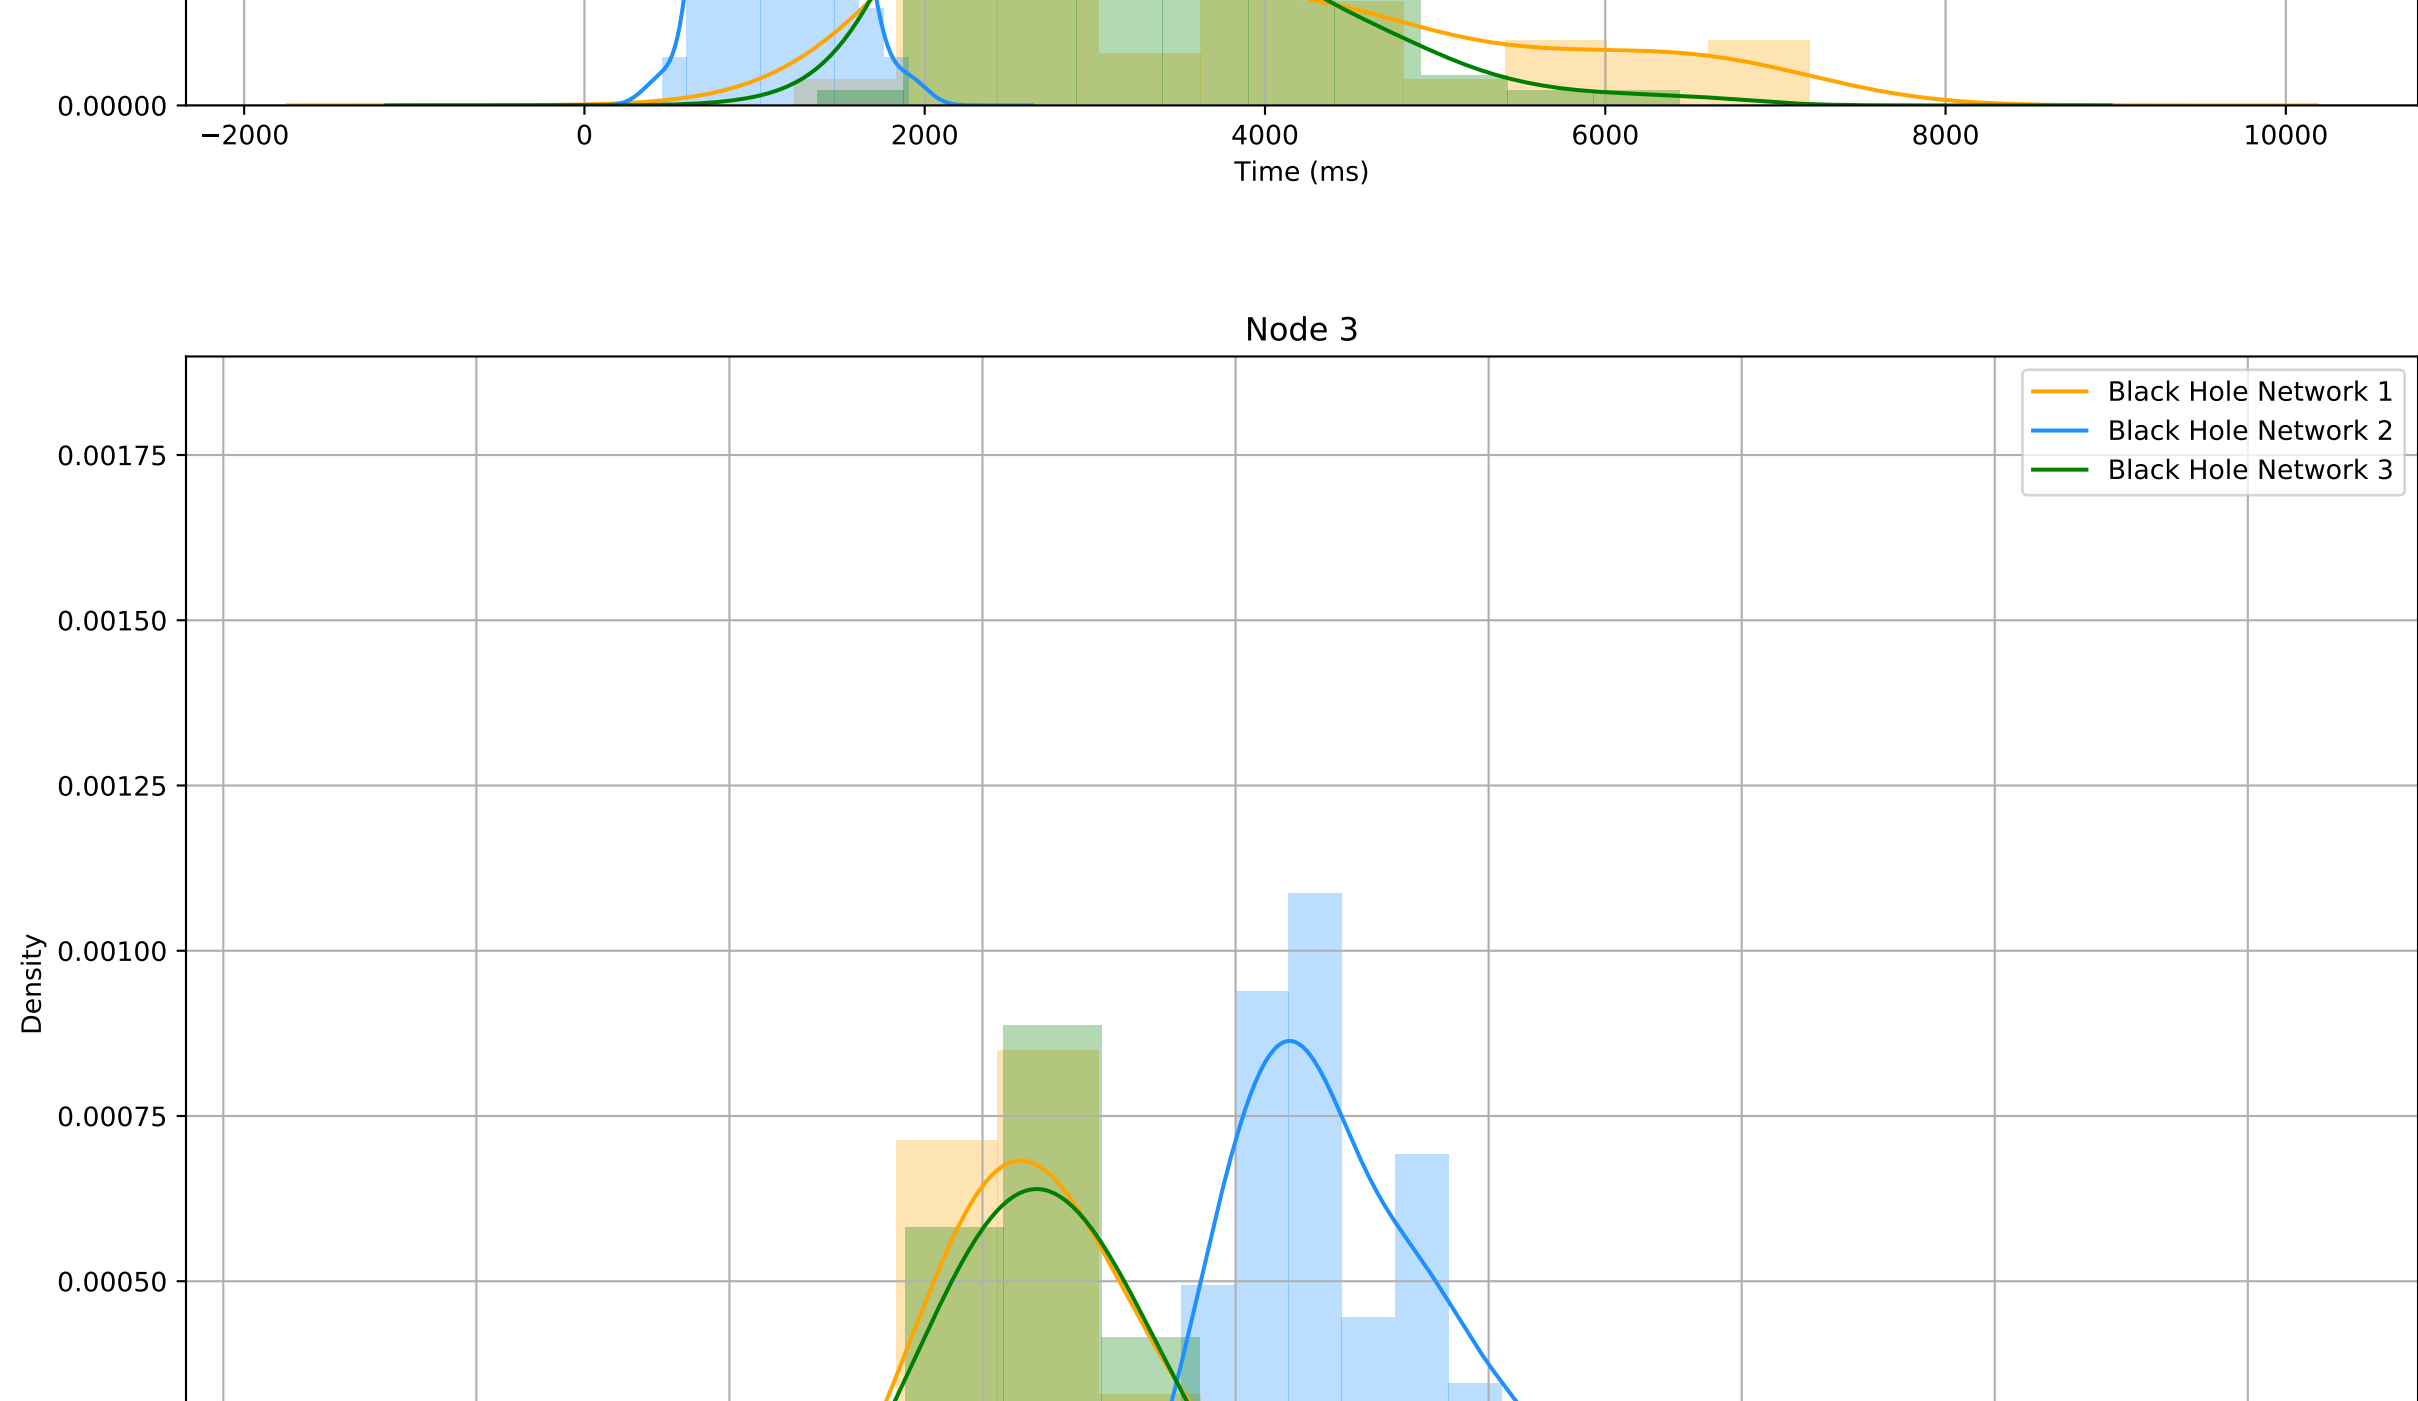 0.00000
−2000 0 2000 4000 6000 8000 10000
Time (ms)
Node 3
Black Hole Network 1
Black Hole Network 2
Black Hole Network 3
0.00175
0.00150
0.00125
0.00100
0.00075
0.00050
Density